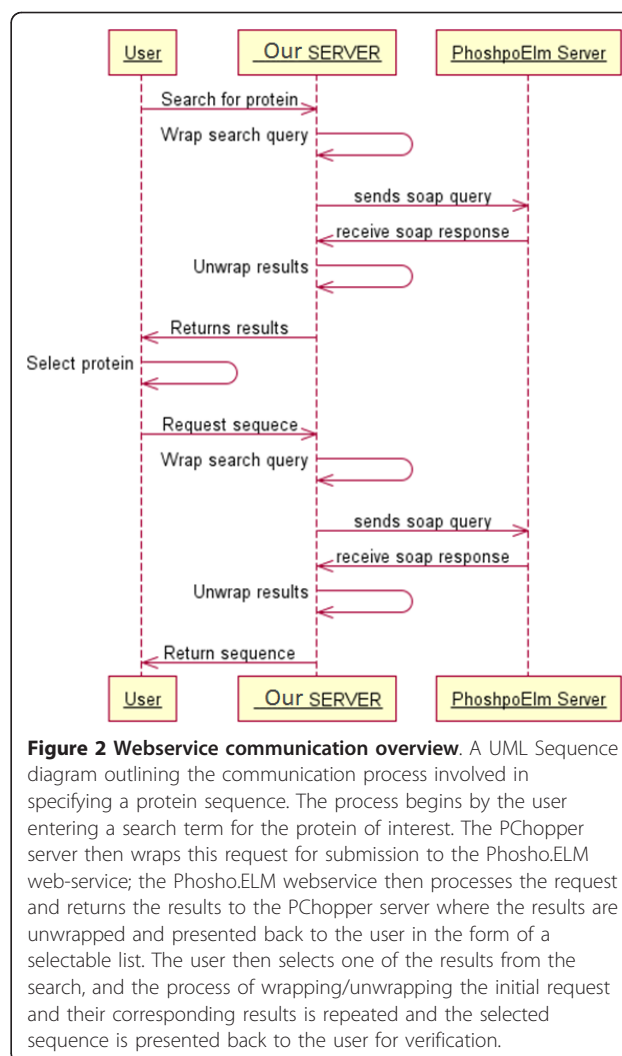 User Our SERVER PhoshpoElm Server
Search for protein
Wrap search query
sends soap query
receive soap response
Unwrap results
Returns results
Select protein
Request sequece
Wrap search query
sends soap query
receive soap response
Unwrap results
Return sequence
User Our SERVER PhoshpoElm Server
Figure 2 Webservice communication overview. A UML Sequence
diagram outlining the communication process involved in
specifying a protein sequence. The process begins by the user
entering a search term for the protein of interest. The PChopper
server then wraps this request for submission to the Phosho.ELM
web-service; the Phosho.ELM webservice then processes the request
and returns the results to the PChopper server where the results are
unwrapped and presented back to the user in the form of a
selectable list. The user then selects one of the results from the
search, and the process of wrapping/unwrapping the initial request
and their corresponding results is repeated and the selected
sequence is presented back to the user for verification.